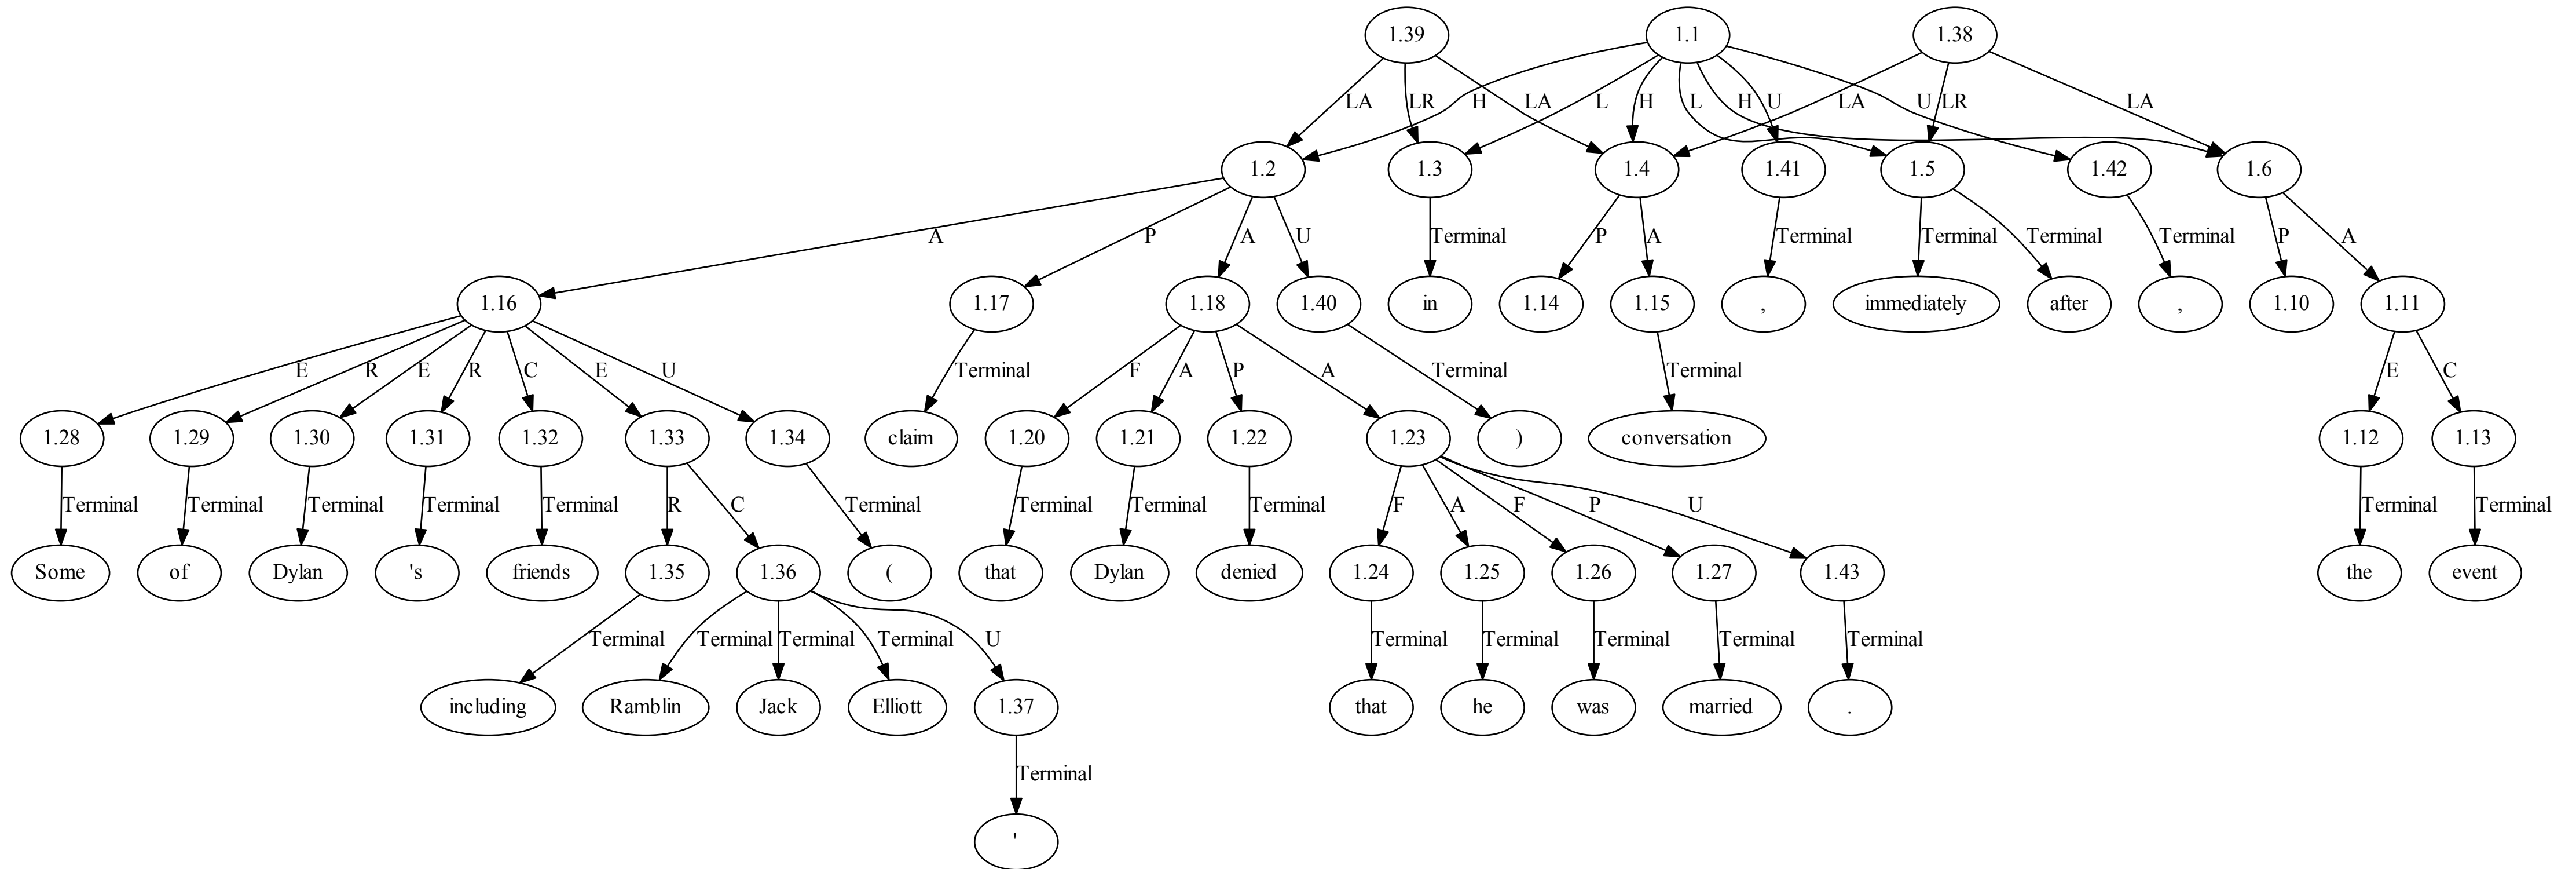 1.39 1.1 1.38
LA LR LA H L H L H U U LA LR LA
1.2 1.3 1.4 1.41 1.5 1.42 1.6
A P A U Terminal P A Terminal Terminal Terminal Terminal P A
1.16 1.17 1.18 1.40 in 1.14 1.15 , immediately after , 1.10 1.11
E R E R C E U Terminal F A P A Terminal Terminal E C
1.28 1.29 1.30 1.31 1.32 1.33 1.34 claim 1.20 1.21 1.22 1.23 ) conversation 1.12 1.13
Terminal Terminal Terminal Terminal Terminal R C Terminal Terminal Terminal Terminal F A F P U Terminal Terminal
Some of Dylan 's friends 1.35 1.36 ( that Dylan denied 1.24 1.25 1.26 1.27 1.43 the event
Terminal Terminal Terminal Terminal U Terminal Terminal Terminal Terminal Terminal
including Ramblin Jack Elliott 1.37 that he was married .
Terminal
'